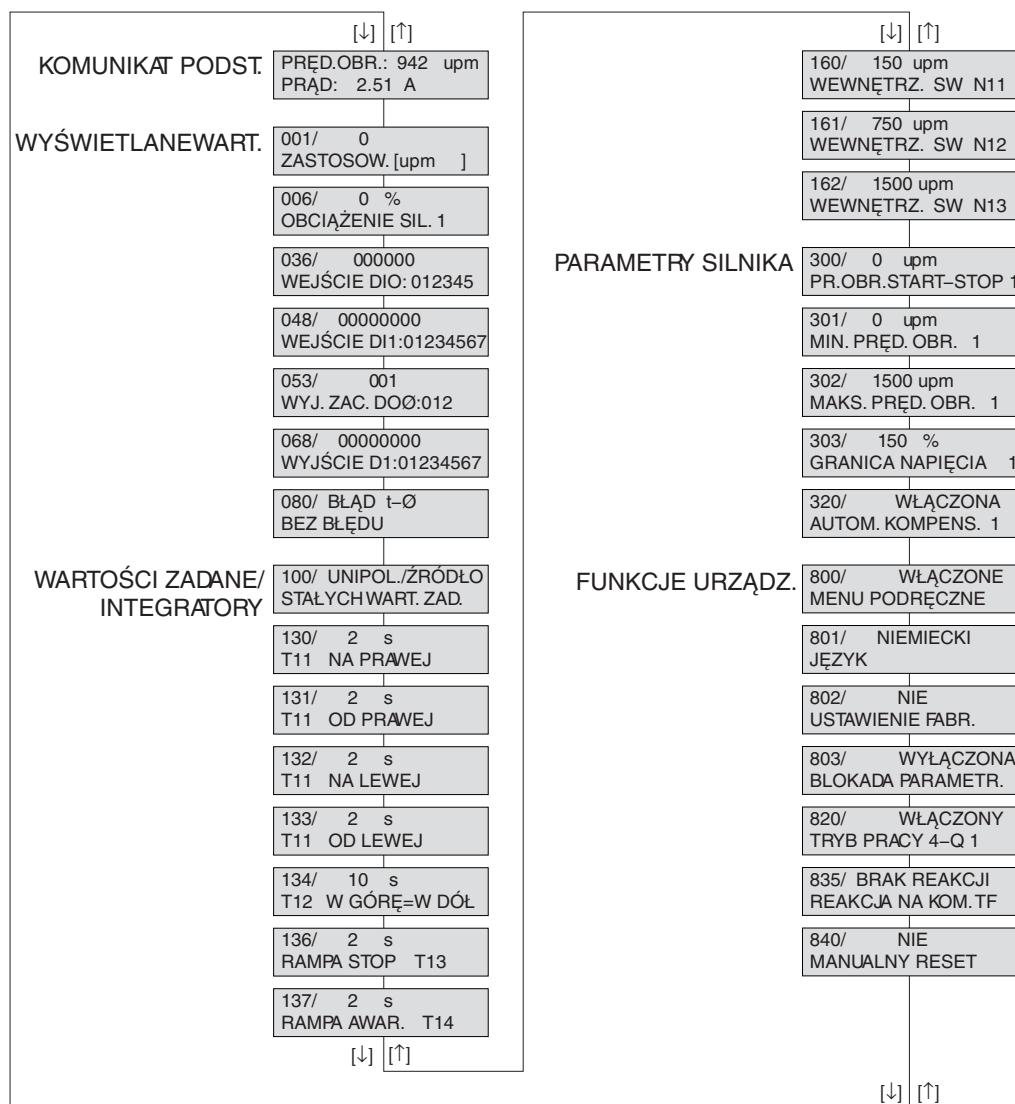 [↓] [↑]
KOMUNIKAT PODST.
PRĘD.OBR.: 942 upm
PRĄD: 2.51 A
WYŚWIETLANEWART.
001/ 0
ZASTOSOW. [upm ]
006/ 0 %
OBCIĄŻENIE SIL. 1
036/ 000000
WEJŚCIE DIO: 012345
048/ 00000000
WEJŚCIE DI1:01234567
053/ 001
WYJ. ZAC. DOØ:012
068/ 00000000
WYJŚCIE D1:01234567
080/ BŁĄD t–Ø
BEZ BŁĘDU
WARTOŚCI ZADANE/
INTEGRATORY
100/ UNIPOL./ŹRÓDŁO
STAŁYCH WART. ZAD.
130/ 2 s
T11 NA PRAWEJ
131/ 2 s
T11 OD PRAWEJ
132/ 2 s
T11 NA LEWEJ
133/ 2 s
T11 OD LEWEJ
134/ 10 s
T12 W GÓRĘ=W DÓŁ
136/ 2 s
RAMPA STOP T13
137/ 2 s
RAMPA AWAR. T14
[↓] [↑]
[↓] [↑]
160/ 150 upm
WEWNĘTRZ. SW N11
161/ 750 upm
WEWNĘTRZ. SW N12
162/ 1500 upm
WEWNĘTRZ. SW N13
PARAMETRY SILNIKA
300/ 0 upm
PR.OBR.START–STOP 1
301/ 0 upm
MIN. PRĘD. OBR. 1
302/ 1500 upm
MAKS. PRĘD. OBR. 1
303/ 150 %
GRANICA NAPIĘCIA 1
320/ WŁĄCZONA
AUTOM. KOMPENS. 1
FUNKCJE URZĄDZ.
800/ WŁĄCZONE
MENU PODRĘCZNE
801/ NIEMIECKI
JĘZYK
802/ NIE
USTAWIENIE FABR.
803/ WYŁĄCZONA
BLOKADA PARAMETR.
820/ WŁĄCZONY
TRYB PRACY 4–Q 1
835/ BRAK REAKCJI
REAKCJA NA KOM. TF
840/ NIE
MANUALNY RESET
[↓] [↑]